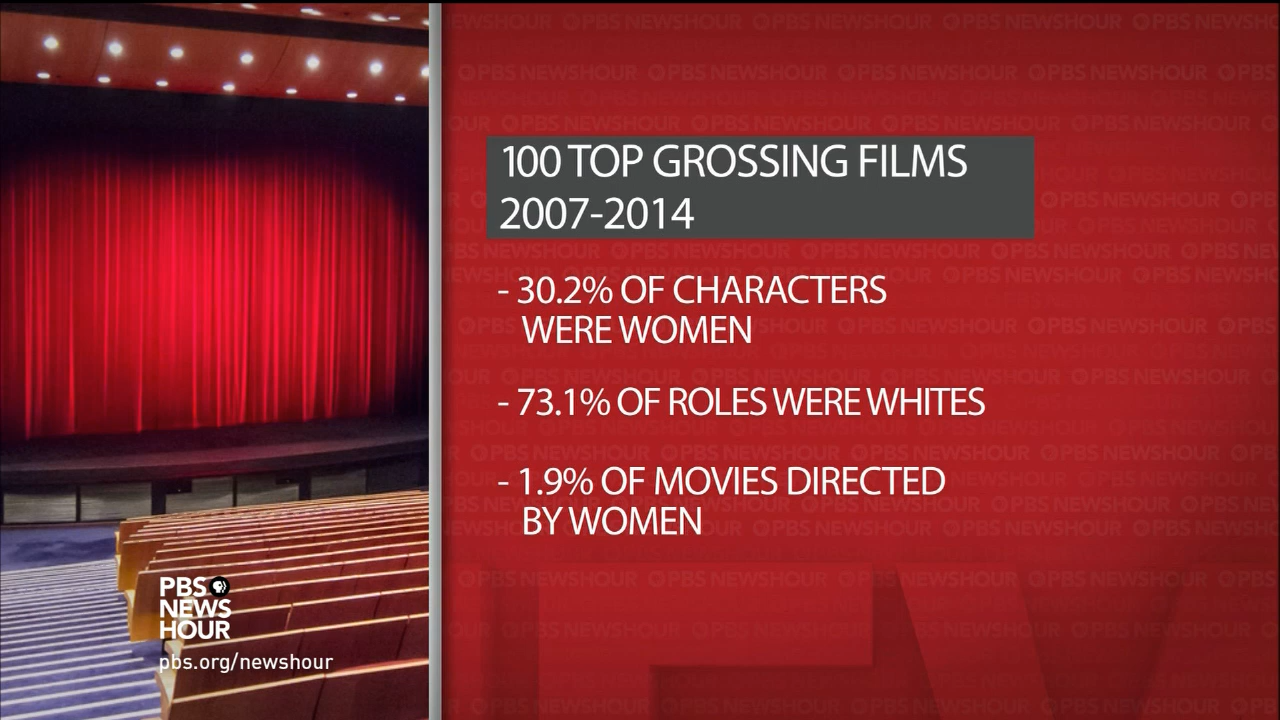 100 TOP GROSSING FILMS
2007-2014
- 30.2% OF CHARACTERS
WERE WOMEN
- 73.1% OF ROLES WERE WHITES
- 1.9% OF MOVIES DIRECTED
BY WOMEN
PBS
NEWS
HOUR
pbs.org/newshour